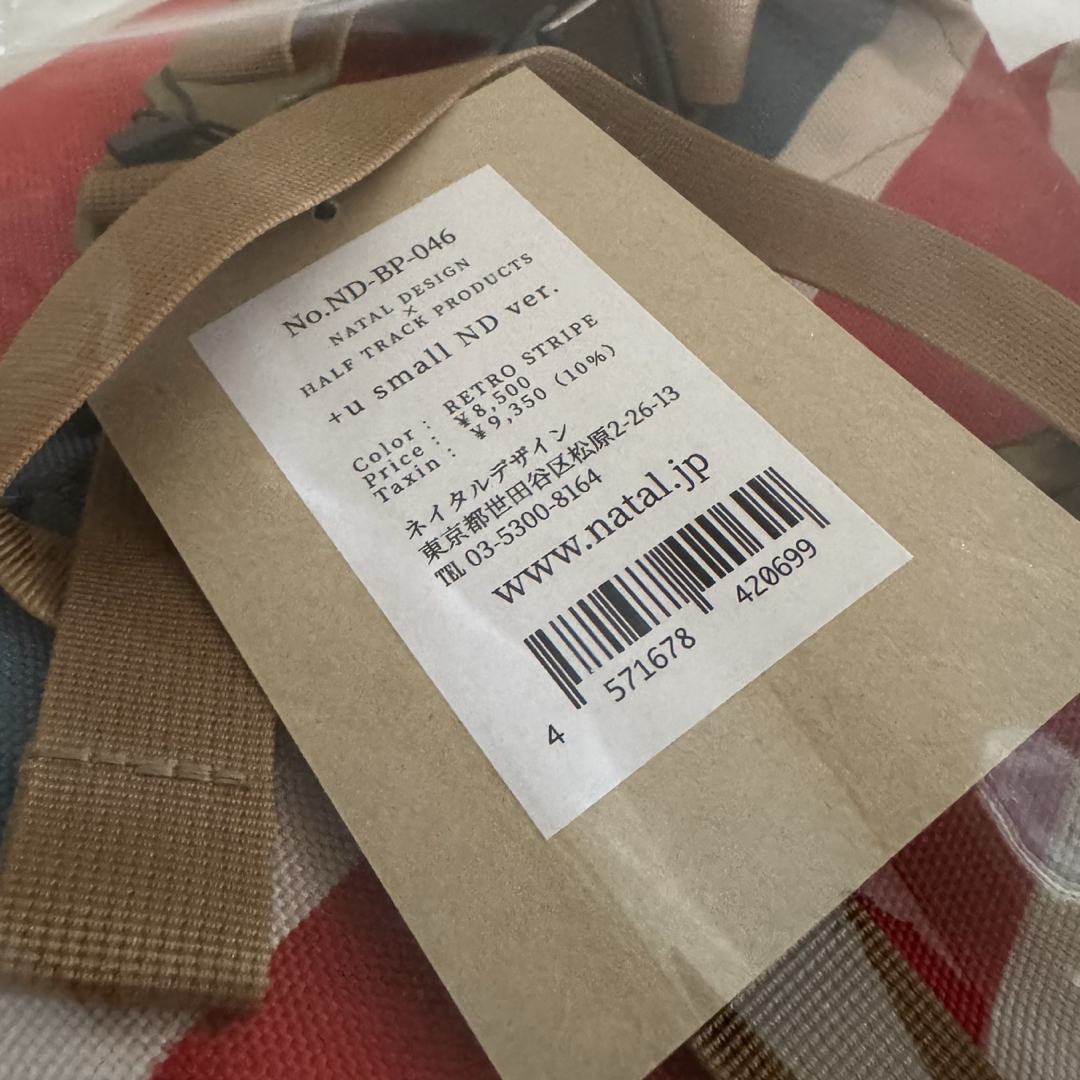 No.ND-BP-046
NATAL DESIGN
×
HALF TRACK PRODUCTS
+u small ND ver.
Color : RETRO STRIPE
Price : ¥8,500
Taxin : ¥9,350 (10%)
ネイタルデザイン
東京都世田谷区松原2-26-13
℡ 03-5300-8164
www.natal.jp
4 571678 420699